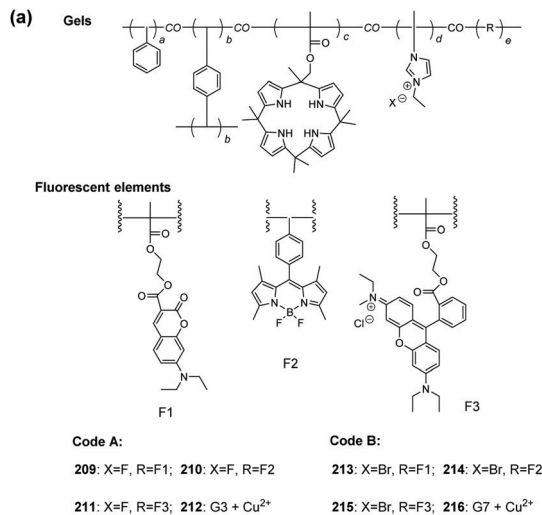 (a) Gels
CO CO CO CO
a b c d e
R
O
O
NH HN
NH HN
N
N
X⊖
b
Fluorescent elements
O O O
O O O
O O O
O O N
N N Cl⊖
B
F F
O
N
N
F1 F2 F3
Code A: Code B:
209: X=F, R=F1; 210: X=F, R=F2 213: X=Br, R=F1; 214: X=Br, R=F2
211: X=F, R=F3; 212: G3 + Cu2+ 215: X=Br, R=F3; 216: G7 + Cu2+